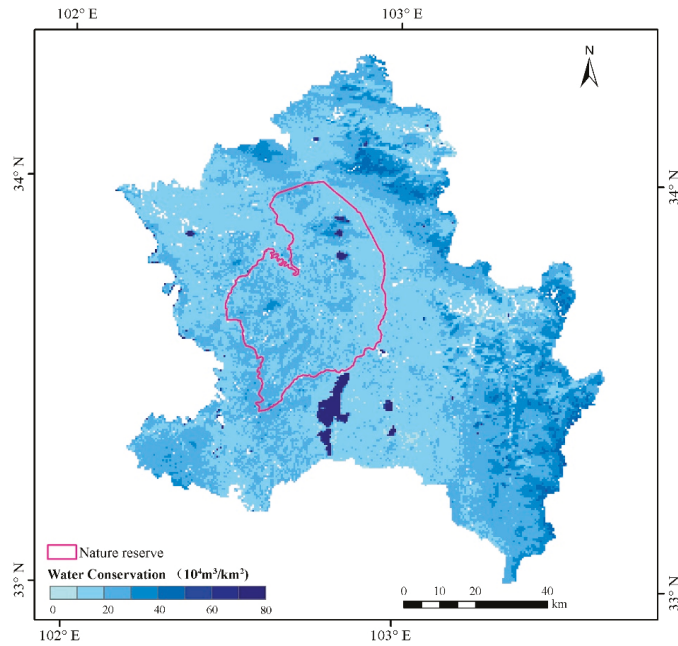 102° E 103° E
N
34° N 34° N
Nature reserve
Water Conservation （10⁴m³/km²）
0 20 40 60 80
0 10 20 40
km
33° N 33° N
102° E 103° E